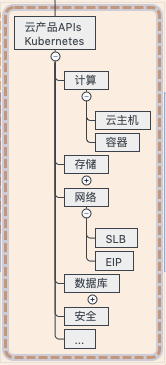 云产品APIs
Kubernetes
计算
云主机
容器
存储
网络
SLB
EIP
数据库
安全
...